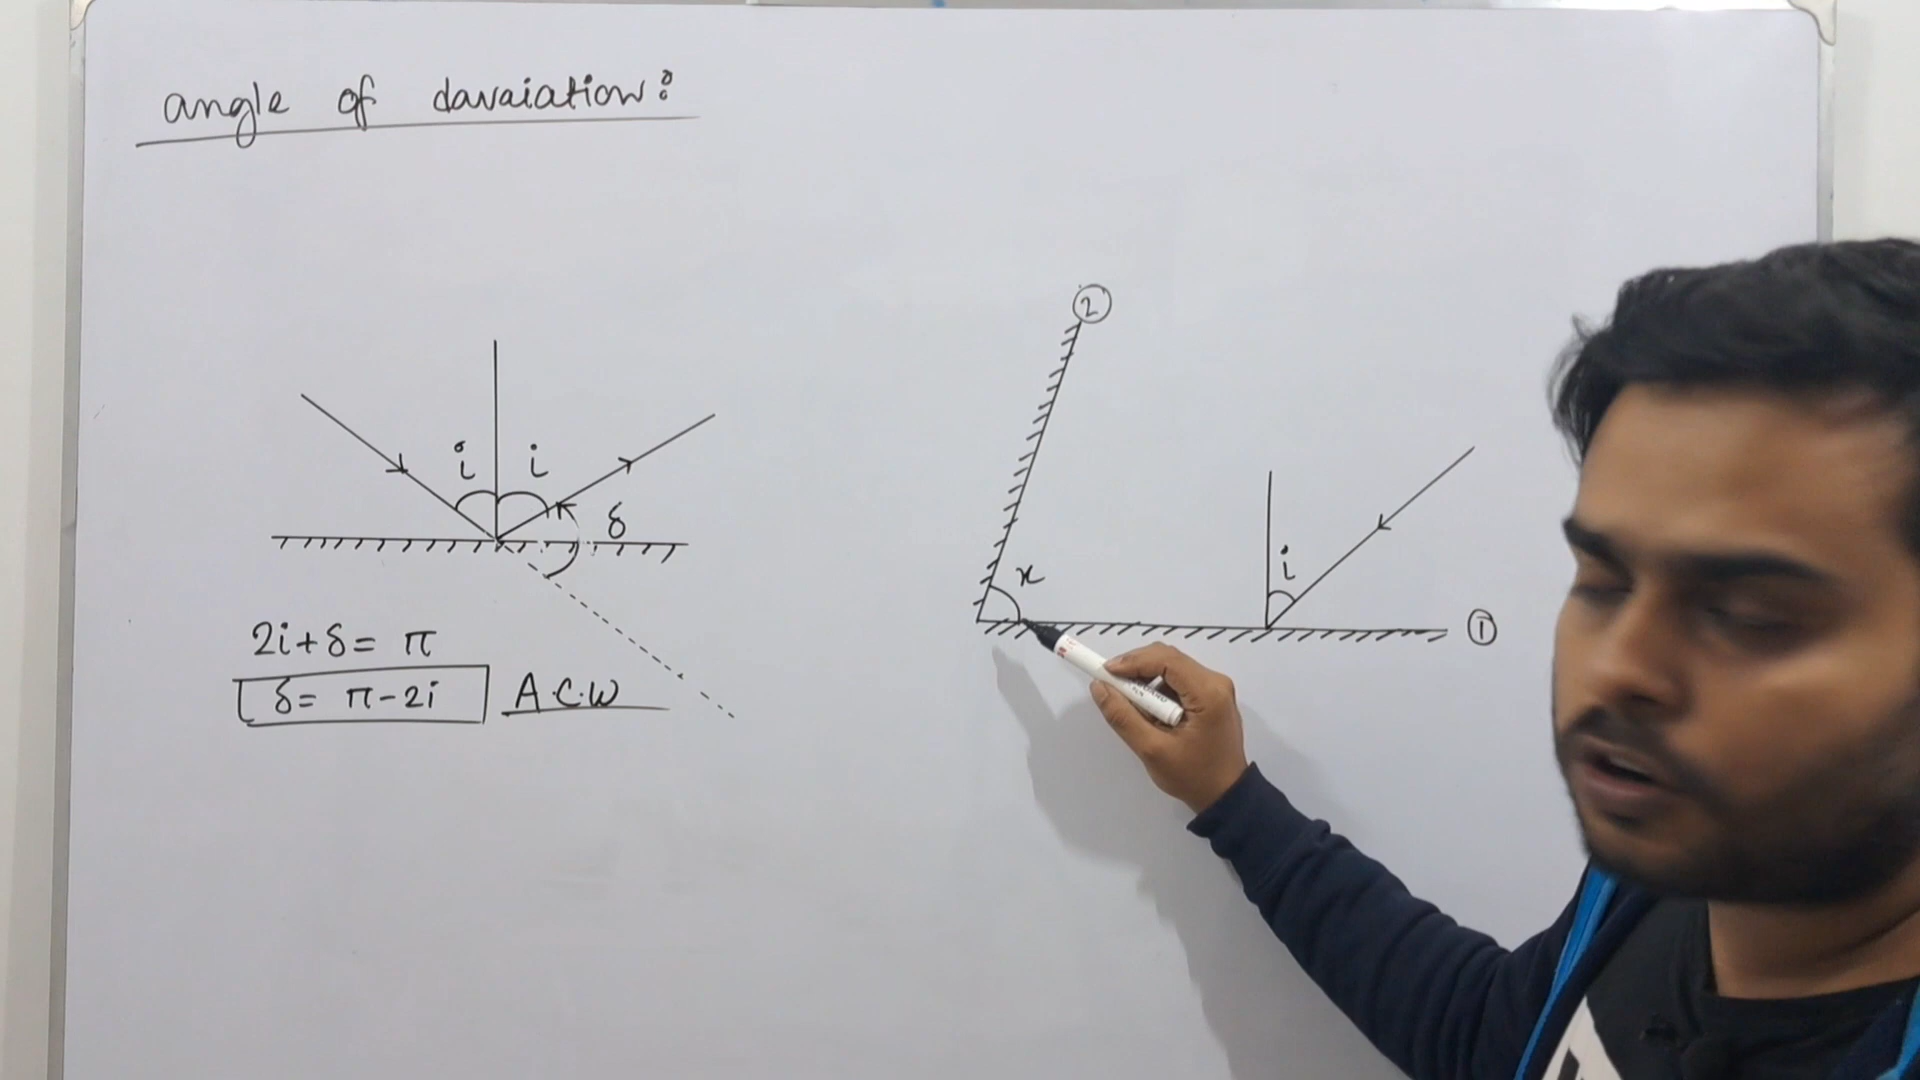 angle of davaiation:
i i
δ
2i+δ= π
δ= π-2i A.C.W
2
x
i
1